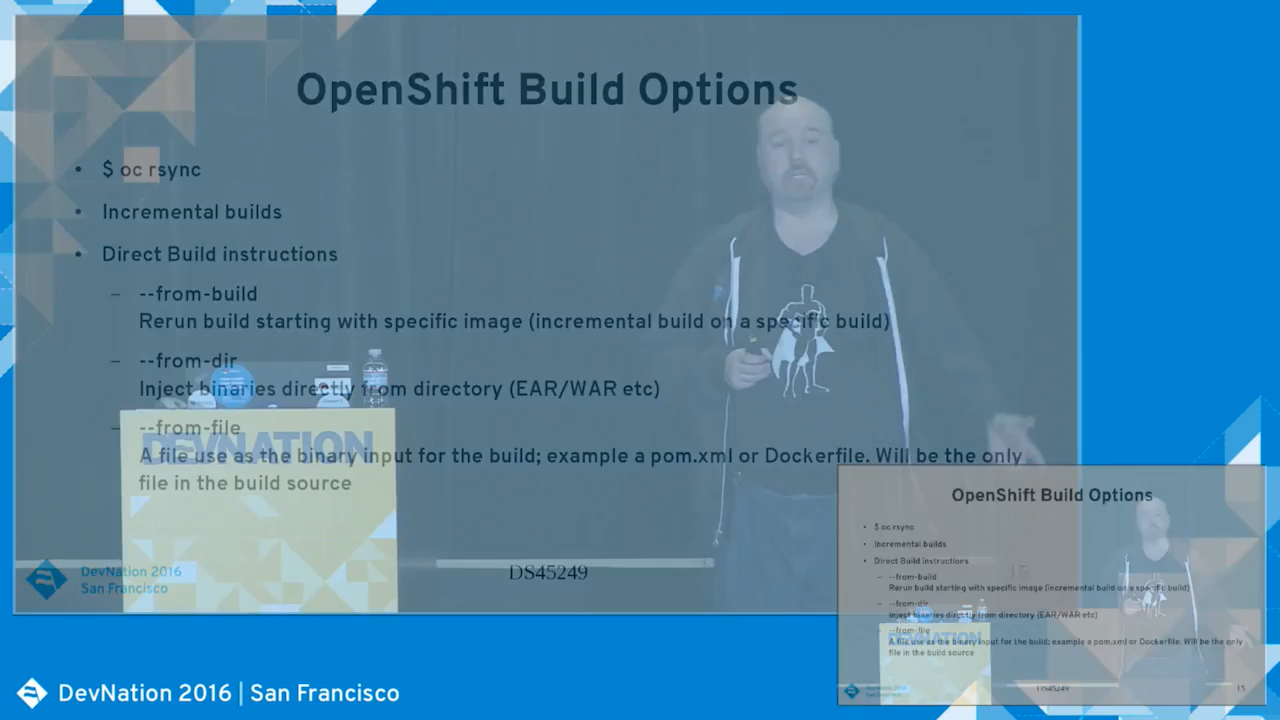 OpenShift Build Options
• $ oc rsync
• Incremental builds
• Direct Build instructions
– --from-build
Rerun build starting with specific image (incremental build on a specific build)
– --from-dir
Inject binaries directly from directory (EAR/WAR etc)
– --from-file
A file use as the binary input for the build; example a pom.xml or Dockerfile. Will be the only
file in the build source
DEVNATION
DevNation 2016
San Francisco
DS45249
15
OpenShift Build Options
• $ oc rsync
• Incremental builds
• Direct Build instructions
– --from-build
Rerun build starting with specific image (incremental build on a specific build)
– --from-dir
Inject binaries directly from directory (EAR/WAR etc)
– --from-file
A file use as the binary input for the build; example a pom.xml or Dockerfile. Will be the only
file in the build source
DEVNATION
DevNation 2016
San Francisco
DS45249
15
DevNation 2016 | San Francisco